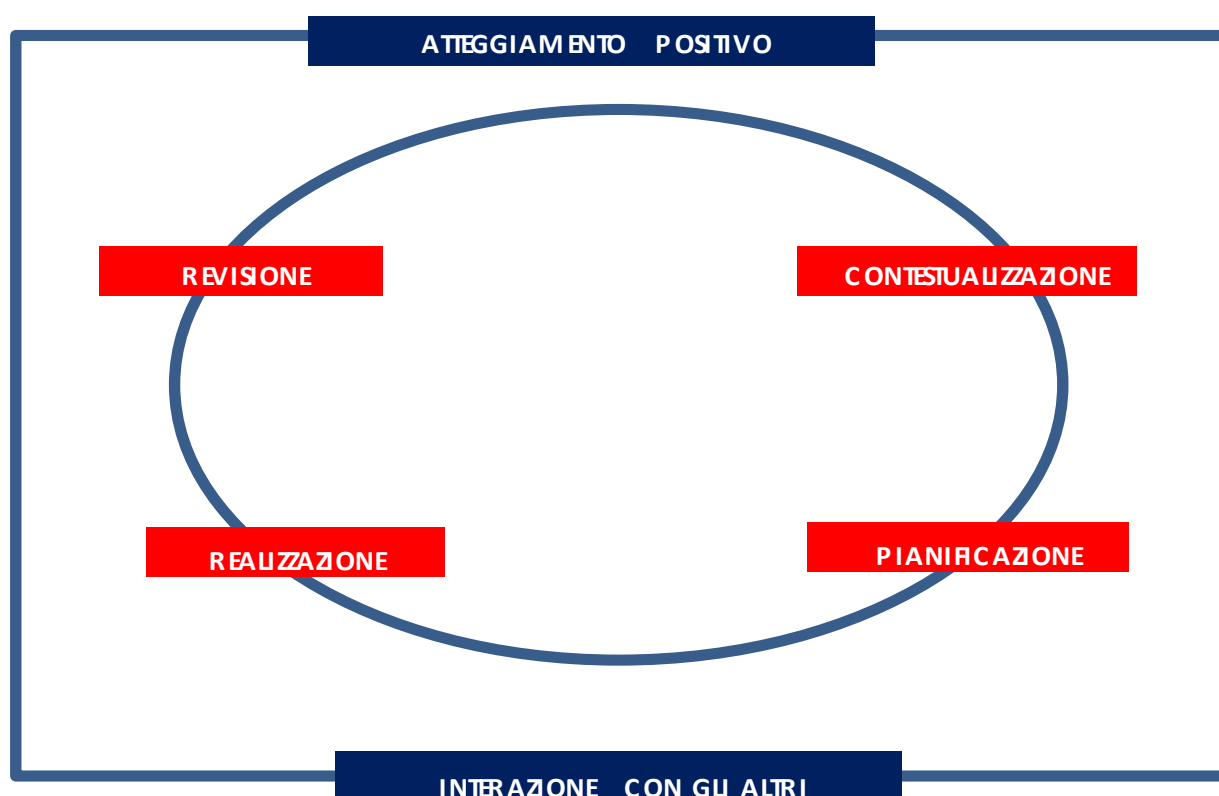 ATTEGGIAMENTO POSITIVO
REVISIONE
CONTESTUALIZZAZIONE
REALIZZAZIONE
PIANIFICAZIONE
INTERAZIONE CON GLI ALTRI